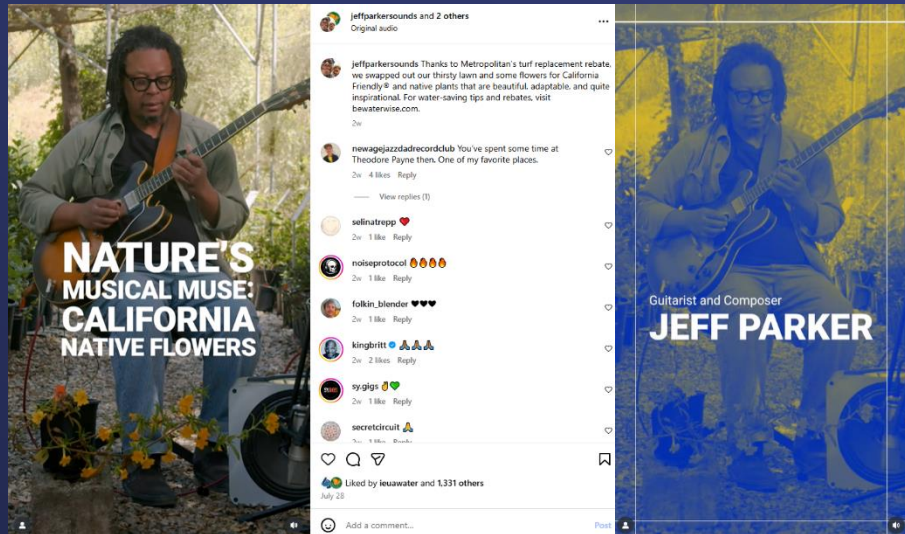 NATURE'S
MUSICAL MUSE:
CALIFORNIA
NATIVE FLOWERS
jeffparkersounds and 2 others
Original audio
jeffparkersounds Thanks to Metropolitan's turf replacement rebate,
we swapped out our thirsty lawn and some flowers for California
Friendly® and native plants that are beautiful, adaptable, and quite
inspirational. For water-saving tips and rebates, visit
bewaterwise.com.
2w
newagejazzdadrecordclub You've spent some time at
Theodore Payne then. One of my favorite places.
2w 4 likes Reply
View replies (1)
selinatrepp ❤️
2w 1 like Reply
noiseprotocol 🔥🔥🔥🔥
2w 1 like Reply
folkin_blender 🖤🖤🖤
2w 1 like Reply
kingbritt 🙏🏾🙏🏾🙏🏾
2w 2 likes Reply
sy.gigs ✌️💚
2w 1 like Reply
secretcircuit 🙏
2w 1 like Reply
Liked by ieuawater and 1,331 others
July 28
Add a comment...
Post
Guitarist and Composer
JEFF PARKER